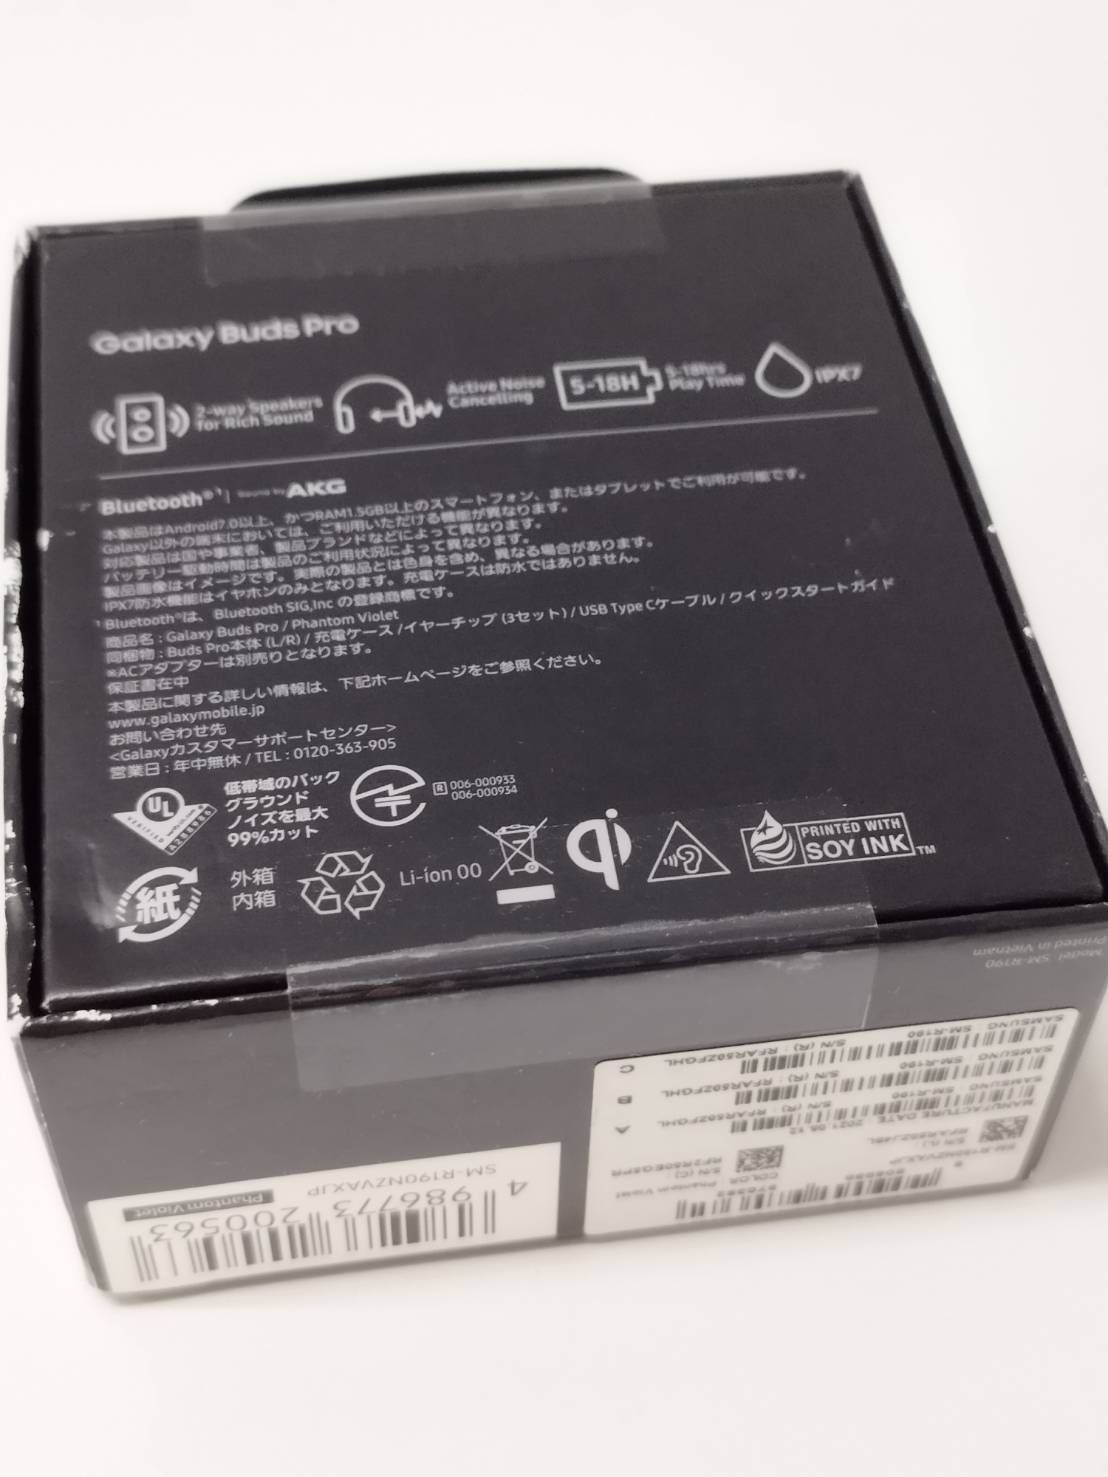 Galaxy Buds Pro
2-way Speakers
for Rich Sound
Active Noise
Cancelling
5-18H
5-18hrs
Play Time
IPX7
Bluetooth®*¹ | Sound by AKG
本製品はAndroid7.0以上、かつRAM1.5GB以上のスマートフォン、またはタブレットでご利用が可能です。
Galaxy以外の端末においては、ご利用いただける機能が異なります。
対応製品は国や事業者、製品ブランドなどによって異なります。
バッテリー駆動時間は製品のご利用状況によって異なります。
製品画像はイメージです。実際の製品とは色身を含め、異なる場合があります。
IPX7防水機能はイヤホンのみとなります。充電ケースは防水ではありません。
Bluetooth®は、Bluetooth SIG,Inc の登録商標です。
商品名 : Galaxy Buds Pro / Phantom Violet
同梱物 : Buds Pro本体 (L/R) / 充電ケース /イヤーチップ (3セット) / USB Type Cケーブル / クイックスタートガイド
※ACアダプターは別売りとなります。
保証書在中
本製品に関する詳しい情報は、下記ホームページをご参照ください。
www.galaxymobile.jp
お問い合わせ先
<Galaxyカスタマーサポートセンター>
営業日 : 年中無休 / TEL : 0120-363-905
UL
VERIFIED
低帯域のバック
グラウンド
ノイズを最大
99%カット
R 006-000933
006-000934
紙
外箱
内箱
Li-ion 00
qi
PRINTED WITH
SOY INK™
Model SM-R190
Printed in Vietnam
SAMSUNG SM-R190
C S/N (R) : RFAR50ZFGHL
SAMSUNG SM-R190
B S/N (R) : RFAR50ZFGHL
SAMSUNG SM-R190
A S/N (R) : RFAR50ZFGHL
MANUFACTURE DATE : 2021.05.12
S/N (L) :
S/N (C) :
COLOR : Phantom Violet
SM-R190NZVAXJP
SM-R190NZVAXJP
Phantom Violet
4 986773 200563